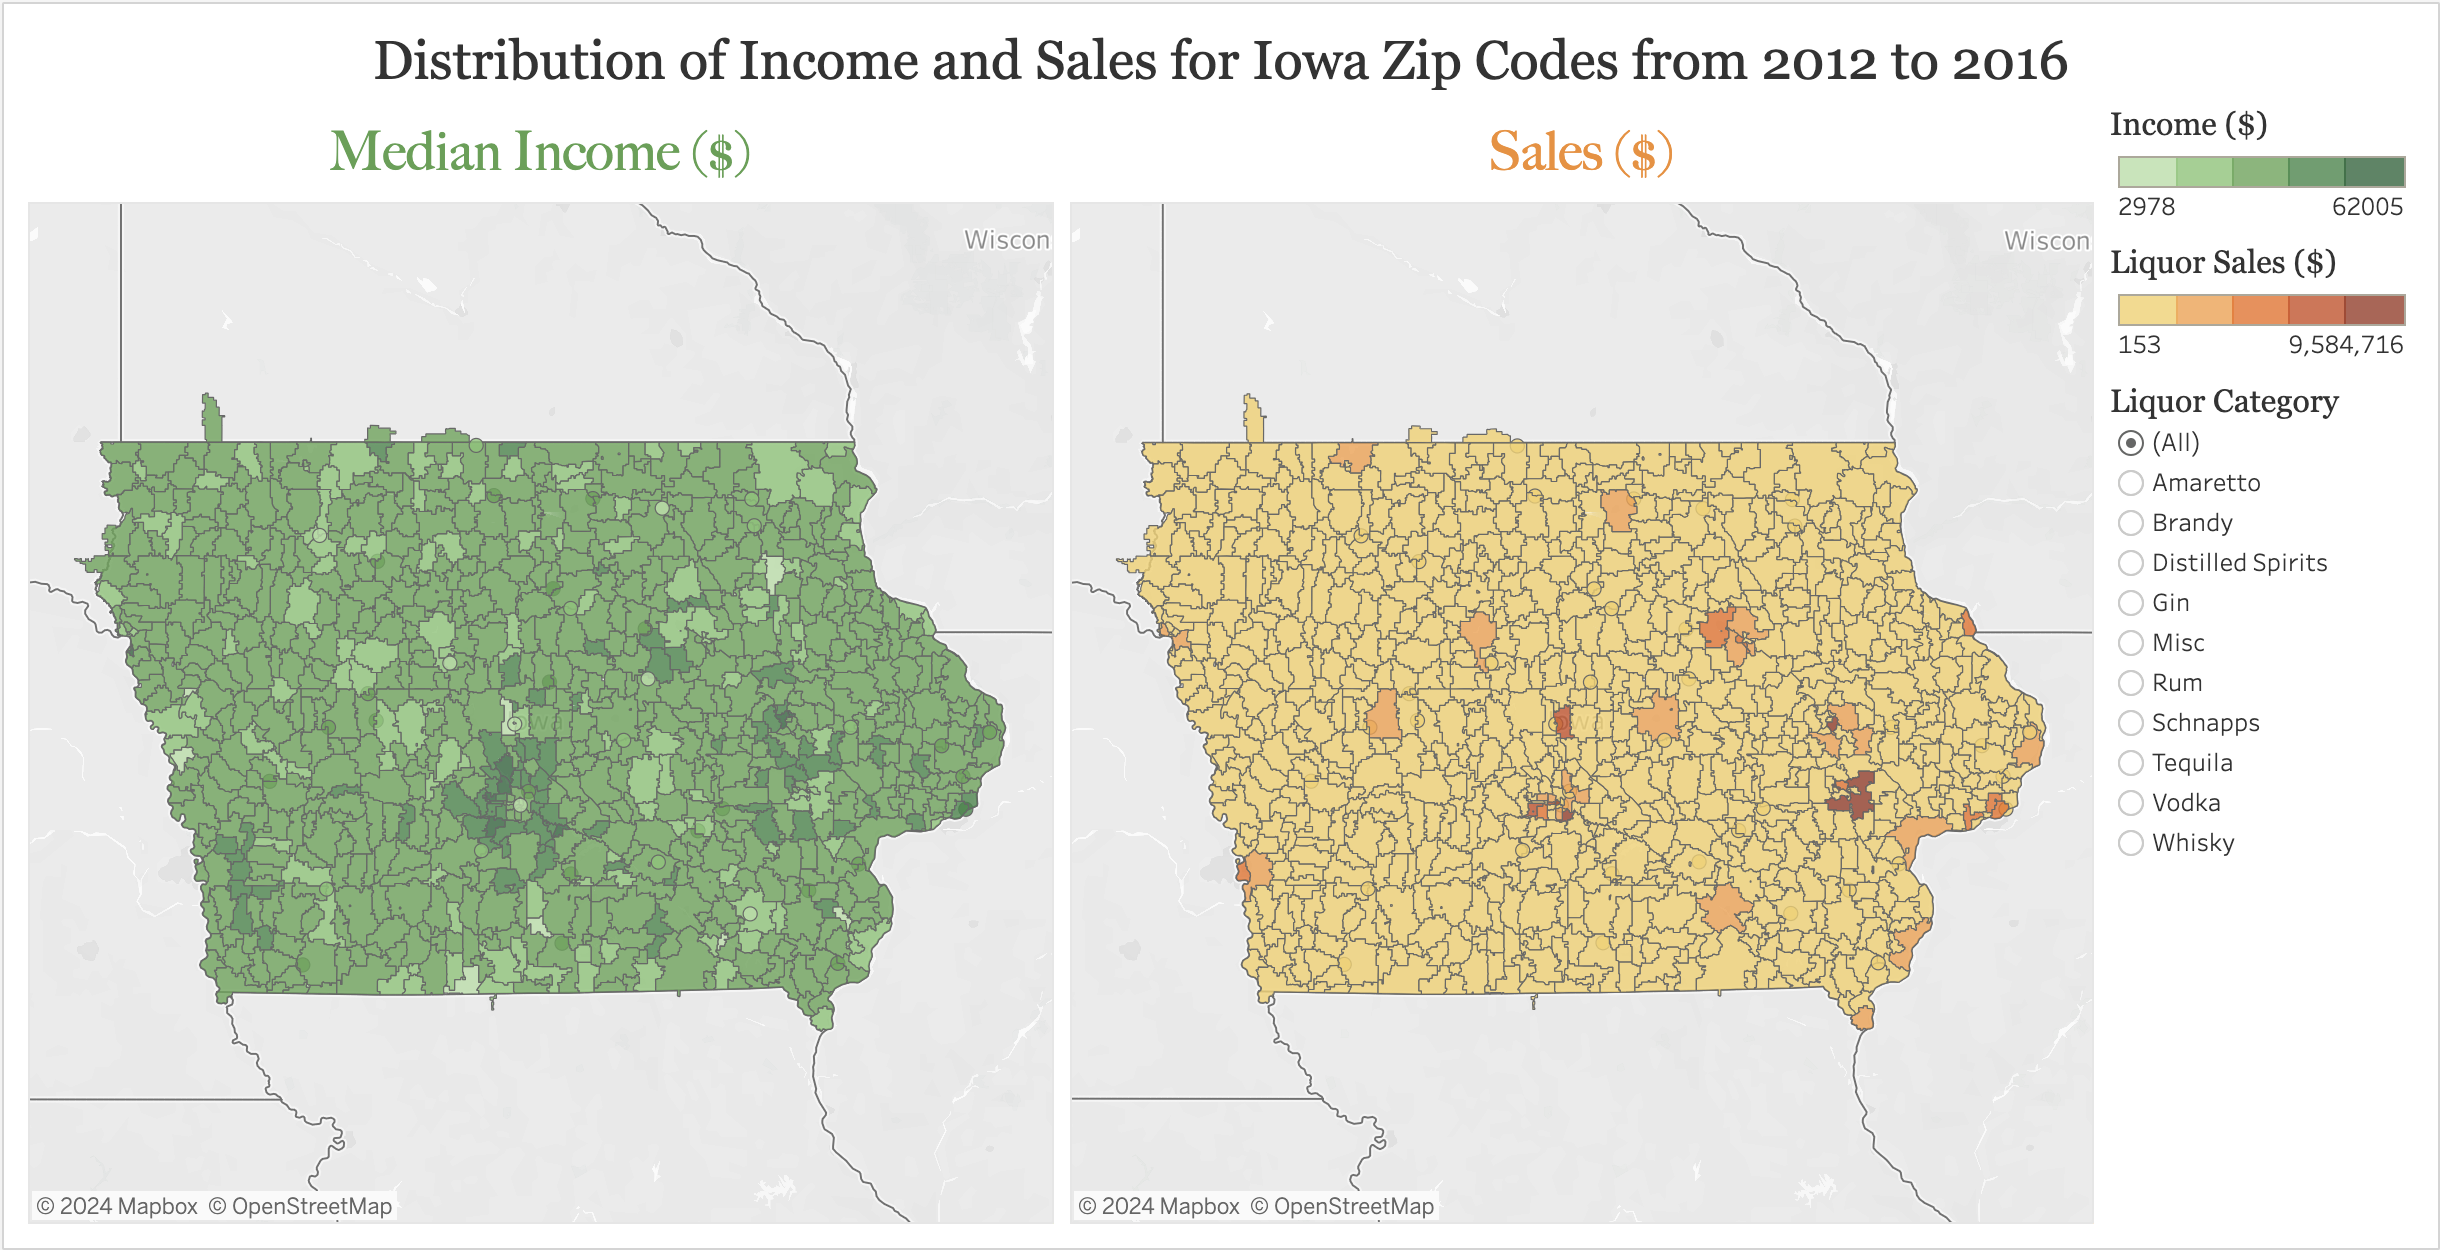 Distribution of Income and Sales for Iowa Zip Codes from 2012 to 2016
Median Income ($)
Wiscon
Iowa
© 2024 Mapbox © OpenStreetMap
Sales ($)
Wiscon
Iowa
© 2024 Mapbox © OpenStreetMap
Income ($)
2978 62005
Liquor Sales ($)
153 9,584,716
Liquor Category
(All)
Amaretto
Brandy
Distilled Spirits
Gin
Misc
Rum
Schnapps
Tequila
Vodka
Whisky